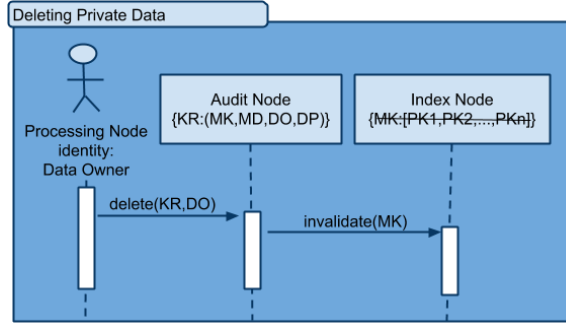 Deleting Private Data
Processing Node
identity:
Data Owner
Audit Node
{KR:(MK,MD,DO,DP)}
Index Node
{MK:[PK1,PK2,...,PKn]}
delete(KR,DO)
invalidate(MK)